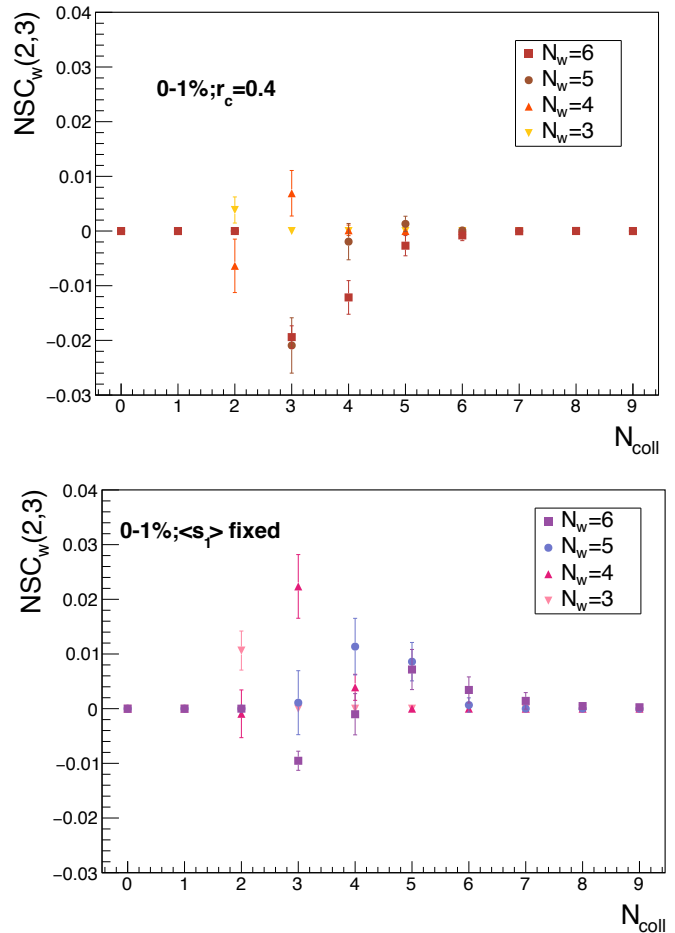 NSC_w(2,3)
0.04
0.03
0.02
0.01
0
−0.01
−0.02
−0.03
0-1%;r_c=0.4
N_w=6
N_w=5
N_w=4
N_w=3
0 1 2 3 4 5 6 7 8 9
N_coll
NSC_w(2,3)
0.04
0.03
0.02
0.01
0
−0.01
−0.02
−0.03
0-1%;<s_1> fixed
N_w=6
N_w=5
N_w=4
N_w=3
0 1 2 3 4 5 6 7 8 9
N_coll